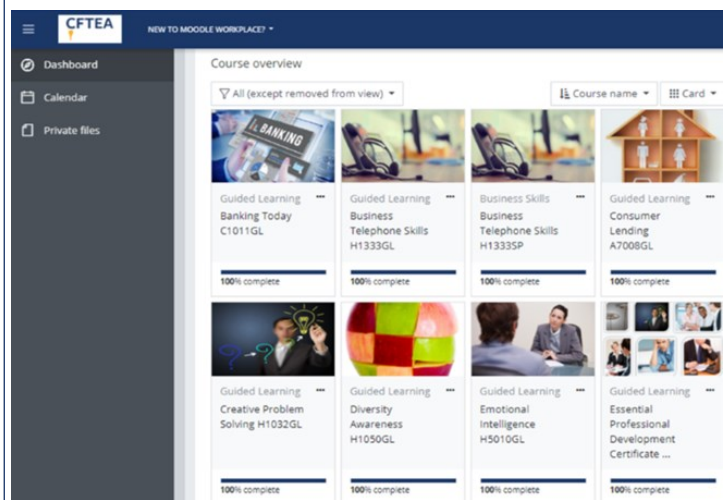 CFTEA
NEW TO MOODLE WORKPLACE?
Dashboard
Calendar
Private files
Course overview
All (except removed from view)
Course name
Card
BANKING
Guided Learning
Banking Today
C1011GL
100% complete
Guided Learning
Business
Telephone Skills
H1333GL
100% complete
Business Skills
Business
Telephone Skills
H1333SP
100% complete
Guided Learning
Consumer
Lending
A7008GL
100% complete
Guided Learning
Creative Problem
Solving H1032GL
100% complete
Guided Learning
Diversity
Awareness
H1050GL
100% complete
Guided Learning
Emotional
Intelligence
H5010GL
100% complete
Guided Learning
Essential
Professional
Development
Certificate ...
100% complete